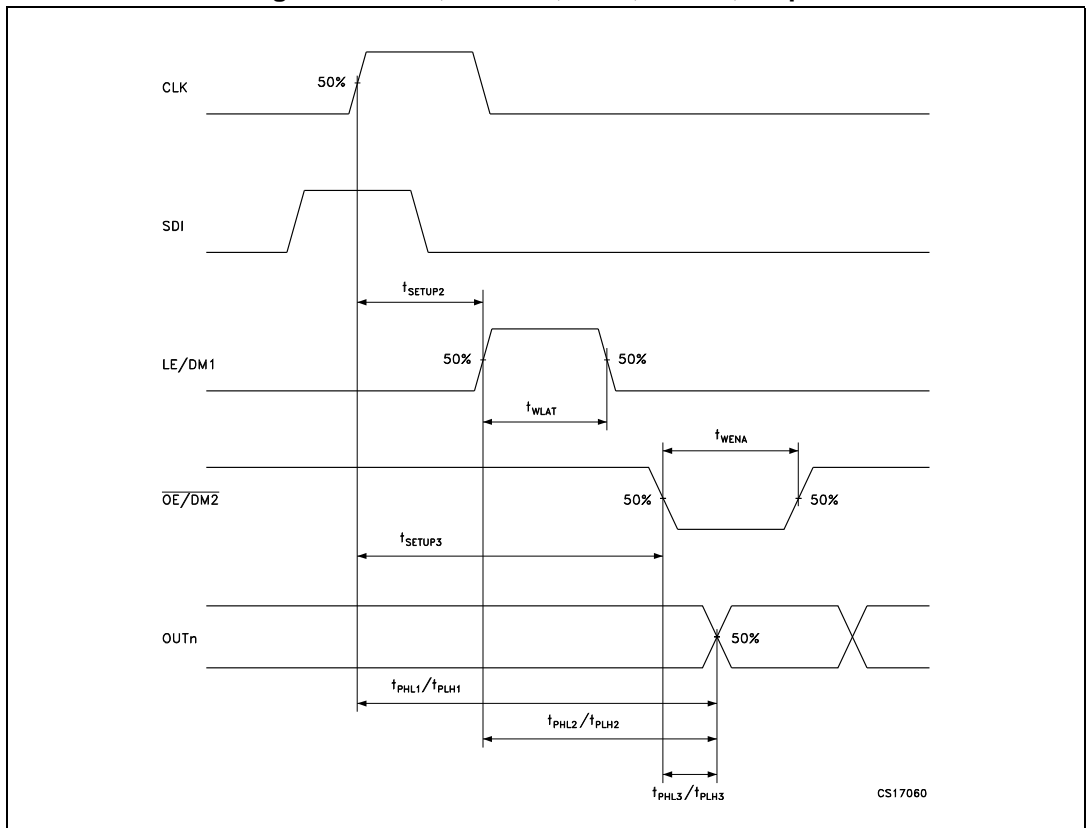 CLK
50%
SDI
tSETUP2
LE/DM1
50%
50%
tWLAT
tWENA
OE/DM2
50%
50%
tSETUP3
OUTn
50%
tPHL1/tPLH1
tPHL2/tPLH2
tPHL3/tPLH3
CS17060